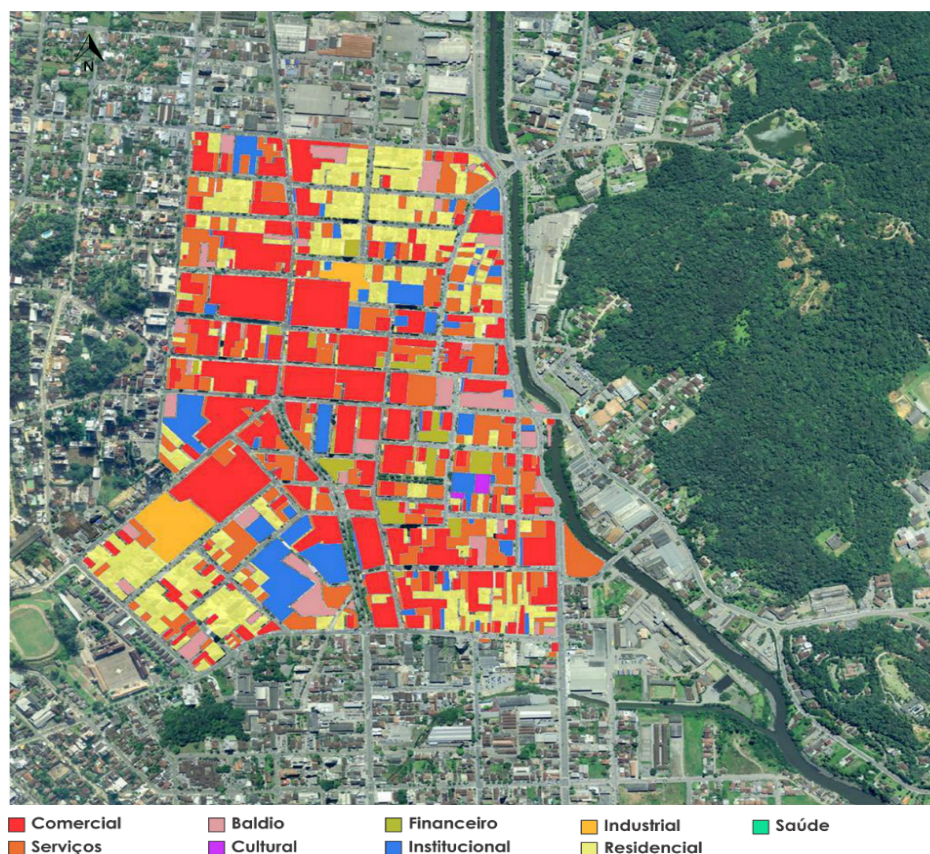 N
Comercial Baldio Financeiro Industrial Saúde
Serviços Cultural Institucional Residencial